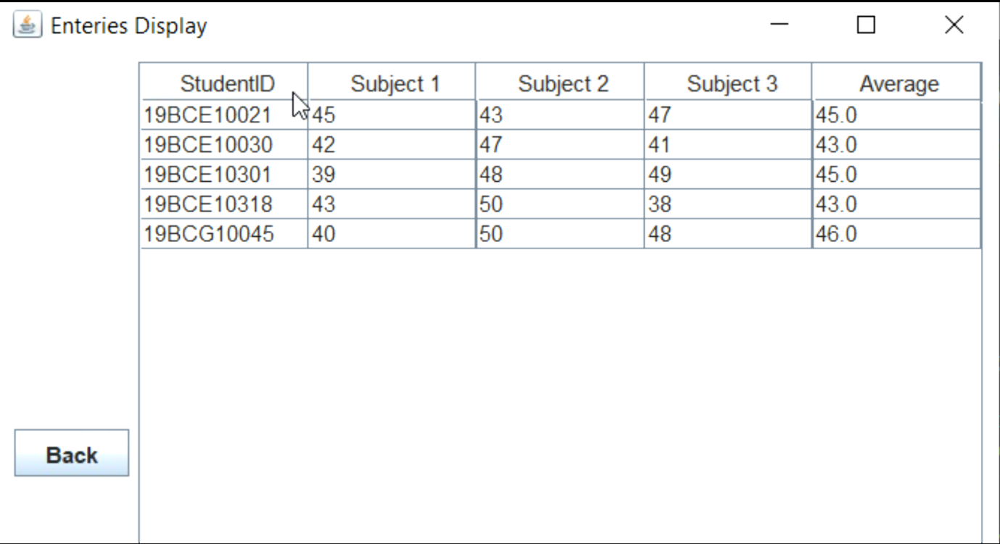 Enteries Display
StudentID Subject 1 Subject 2 Subject 3 Average
19BCE10021 45 43 47 45.0
19BCE10030 42 47 41 43.0
19BCE10301 39 48 49 45.0
19BCE10318 43 50 38 43.0
19BCG10045 40 50 48 46.0
Back